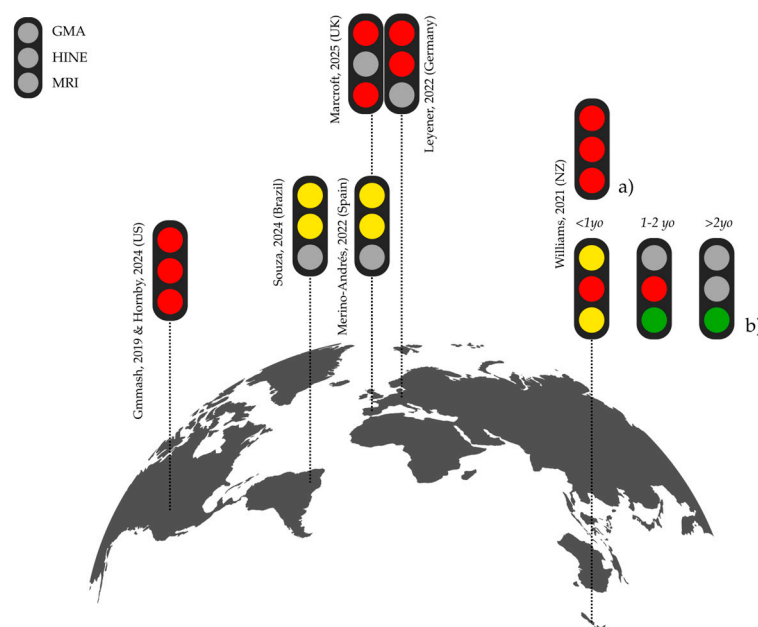 GMA
HINE
MRI
Gmmash, 2019 & Hornby, 2024 (US)
Souza, 2024 (Brazil)
Merino-Andrés, 2022 (Spain)
Marcroft, 2025 (UK)
Leyener, 2022 (Germany)
Williams, 2021 (NZ)
a)
<1yo
1-2 yo
>2yo
b)